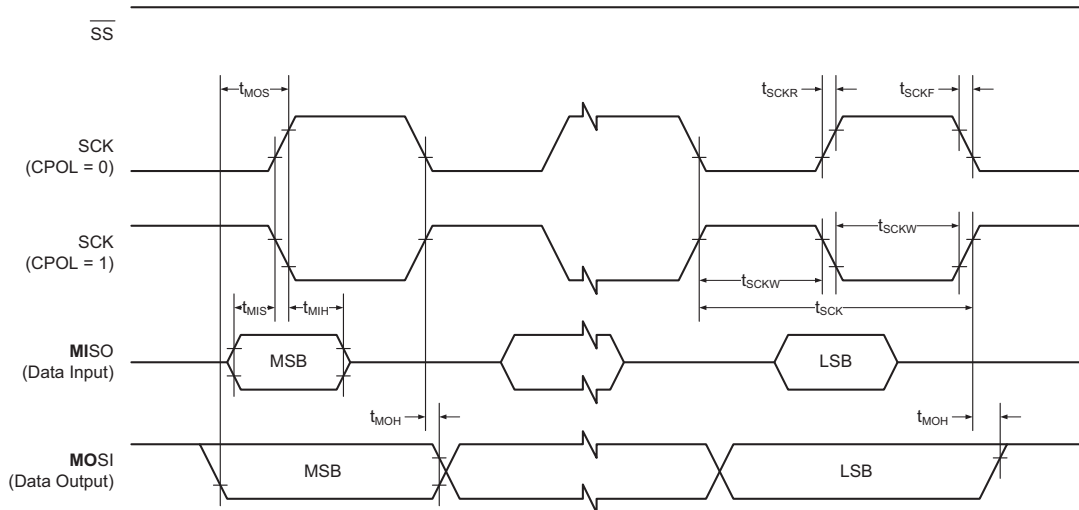 SS
tMOS
tSCKR
tSCKF
SCK
(CPOL = 0)
SCK
(CPOL = 1)
tSCKW
tSCKW
tSCK
tMIS
tMIH
MISO
(Data Input)
MSB
LSB
tMOH
tMOH
MOSI
(Data Output)
MSB
LSB